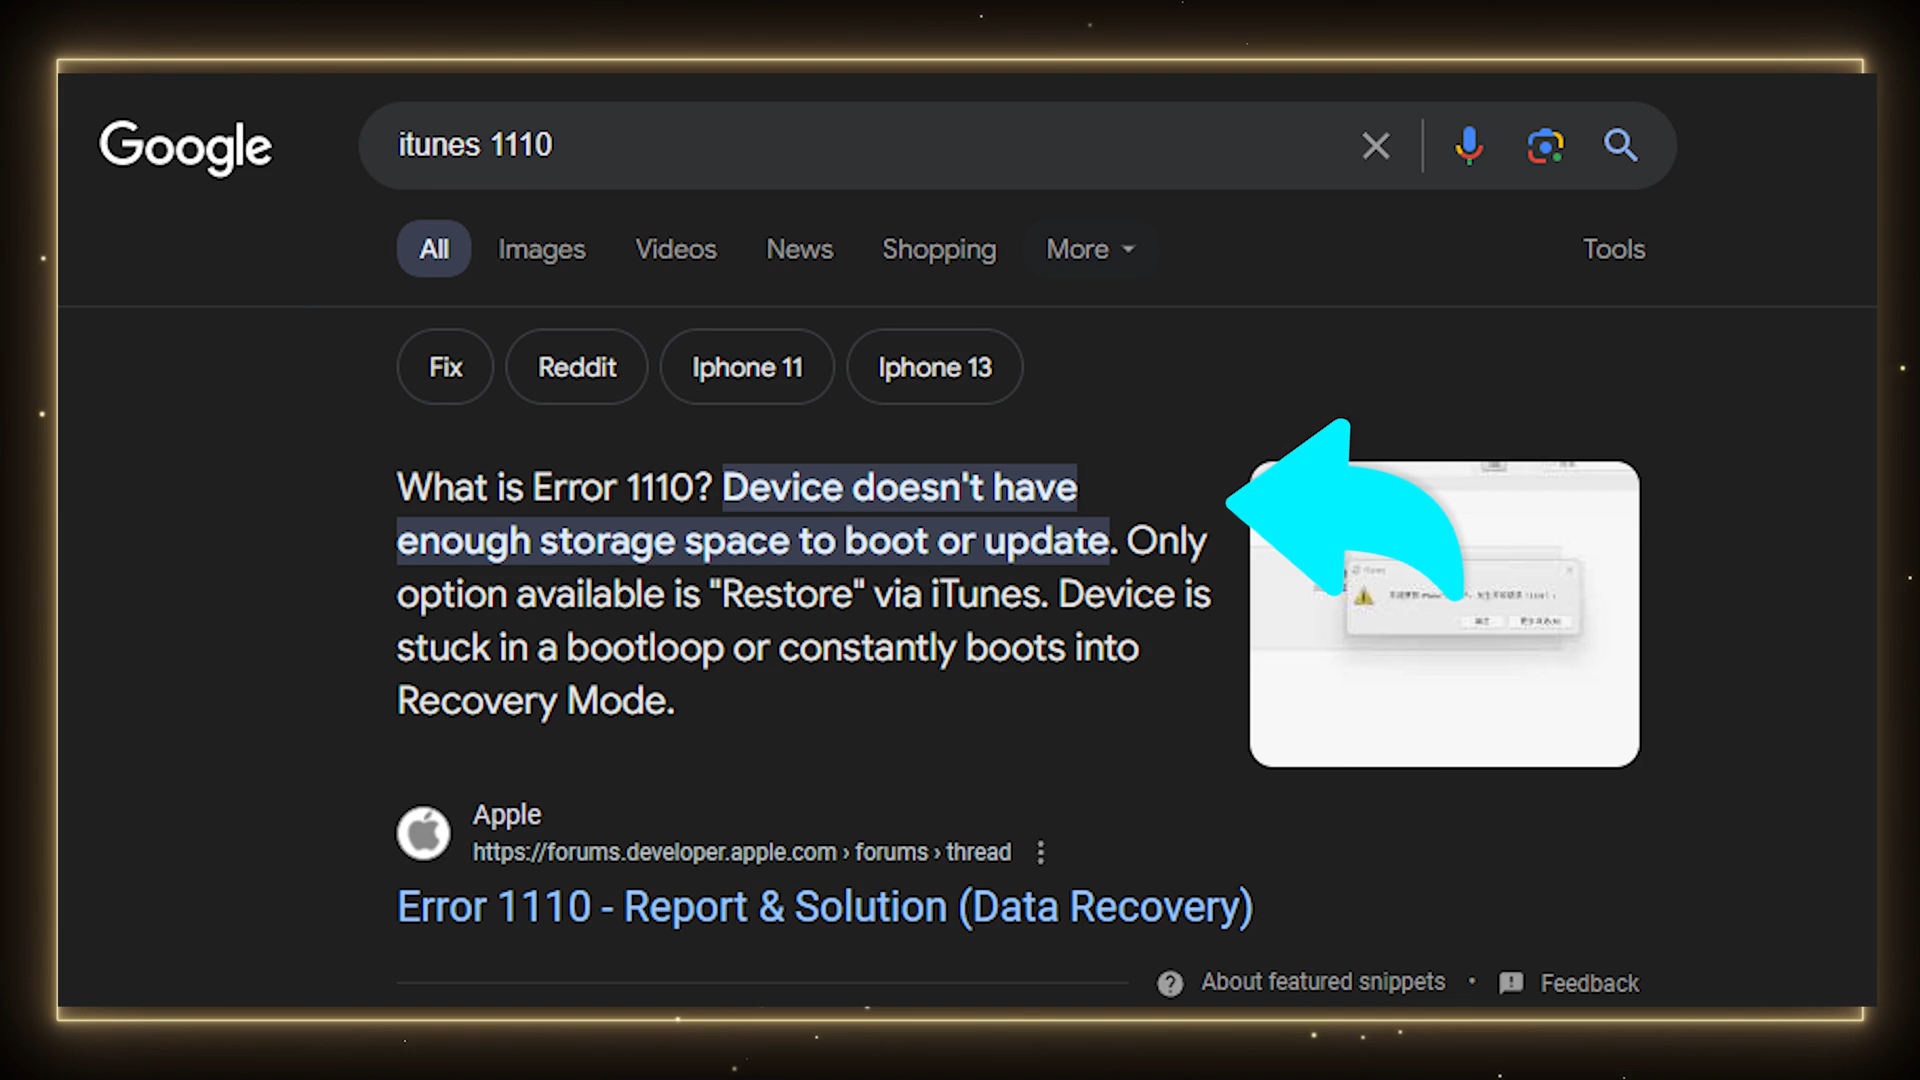 Google
itunes 1110
All Images Videos News Shopping More Tools
Fix Reddit Iphone 11 Iphone 13
What is Error 1110? Device doesn't have
enough storage space to boot or update. Only
option available is "Restore" via iTunes. Device is
stuck in a bootloop or constantly boots into
Recovery Mode.
Apple
https://forums.developer.apple.com › forums › thread
Error 1110 - Report & Solution (Data Recovery)
About featured snippets • Feedback